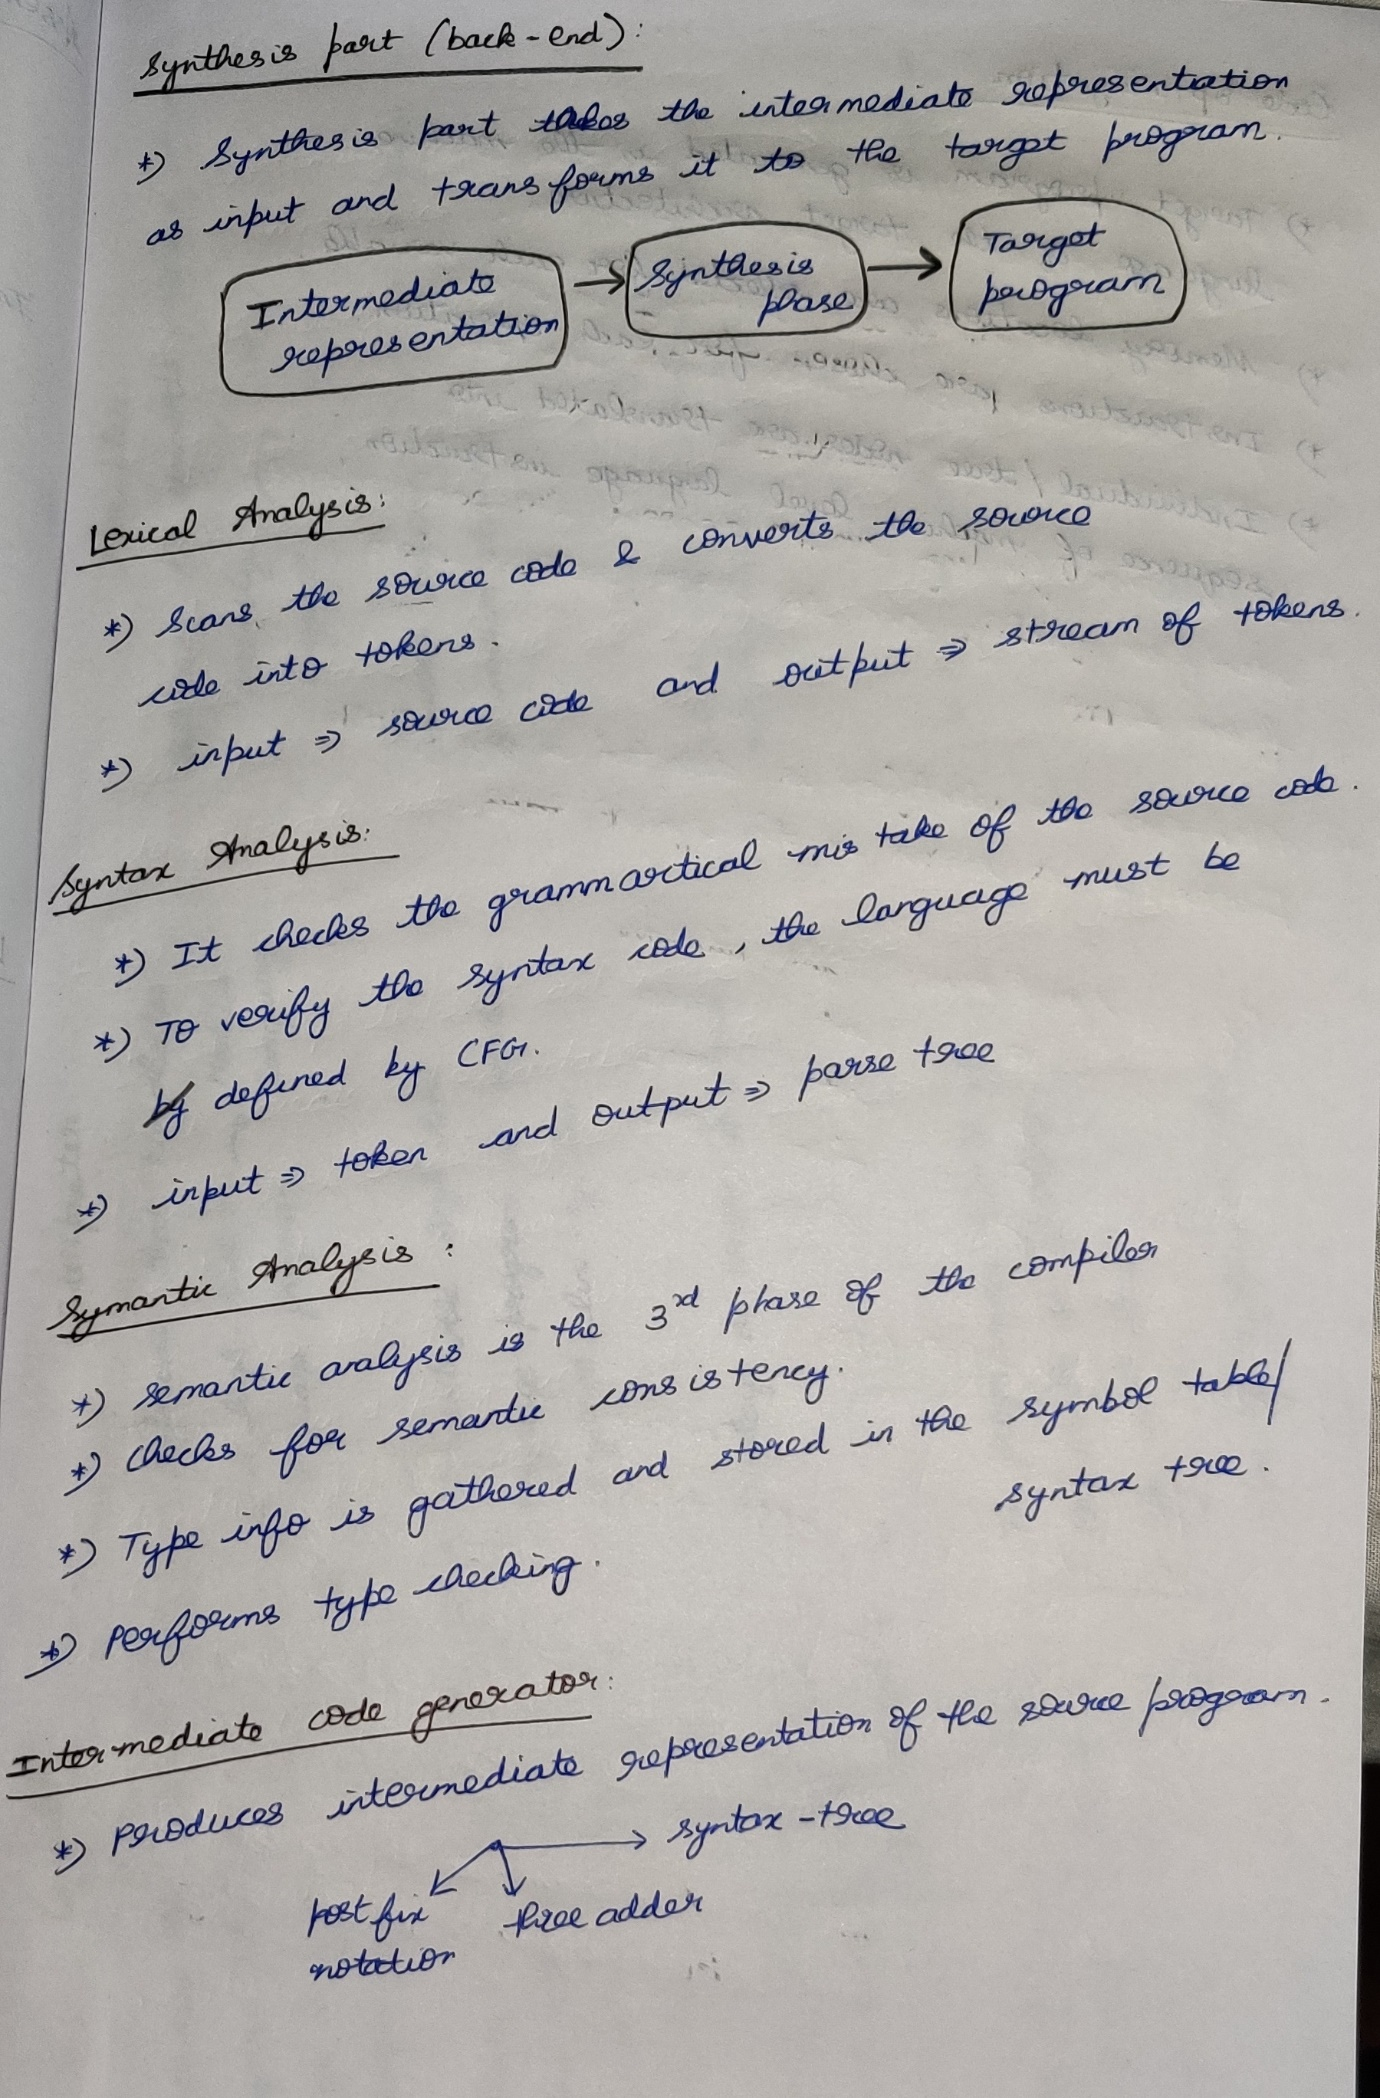 Synthesis part (back-end):
*) Synthesis part takes the intermediate representation
as input and transforms it to the target program.
Intermediate
representation
Synthesis
phase
Target
program
Lexical Analysis:
*) Scans the source code & converts the source
code into tokens.
*) input ⇒ source code and output ⇒ stream of tokens.
Syntax Analysis:
*) It checks the grammartical mistake of the source code.
*) To verify the syntax code, the language must be
by defined by CFG.
*) input ⇒ token and output ⇒ parse tree
Symantic Analysis :
*) semantic analysis is the 3rd phase of the compiler
*) Checks for semantic consistency.
*) Type info is gathered and stored in the symbol table/
syntax tree.
*) Performs type checking.
Intermediate code generator:
*) Produces intermediate representation of the source program.
syntax-tree
post fix
notation
three adder